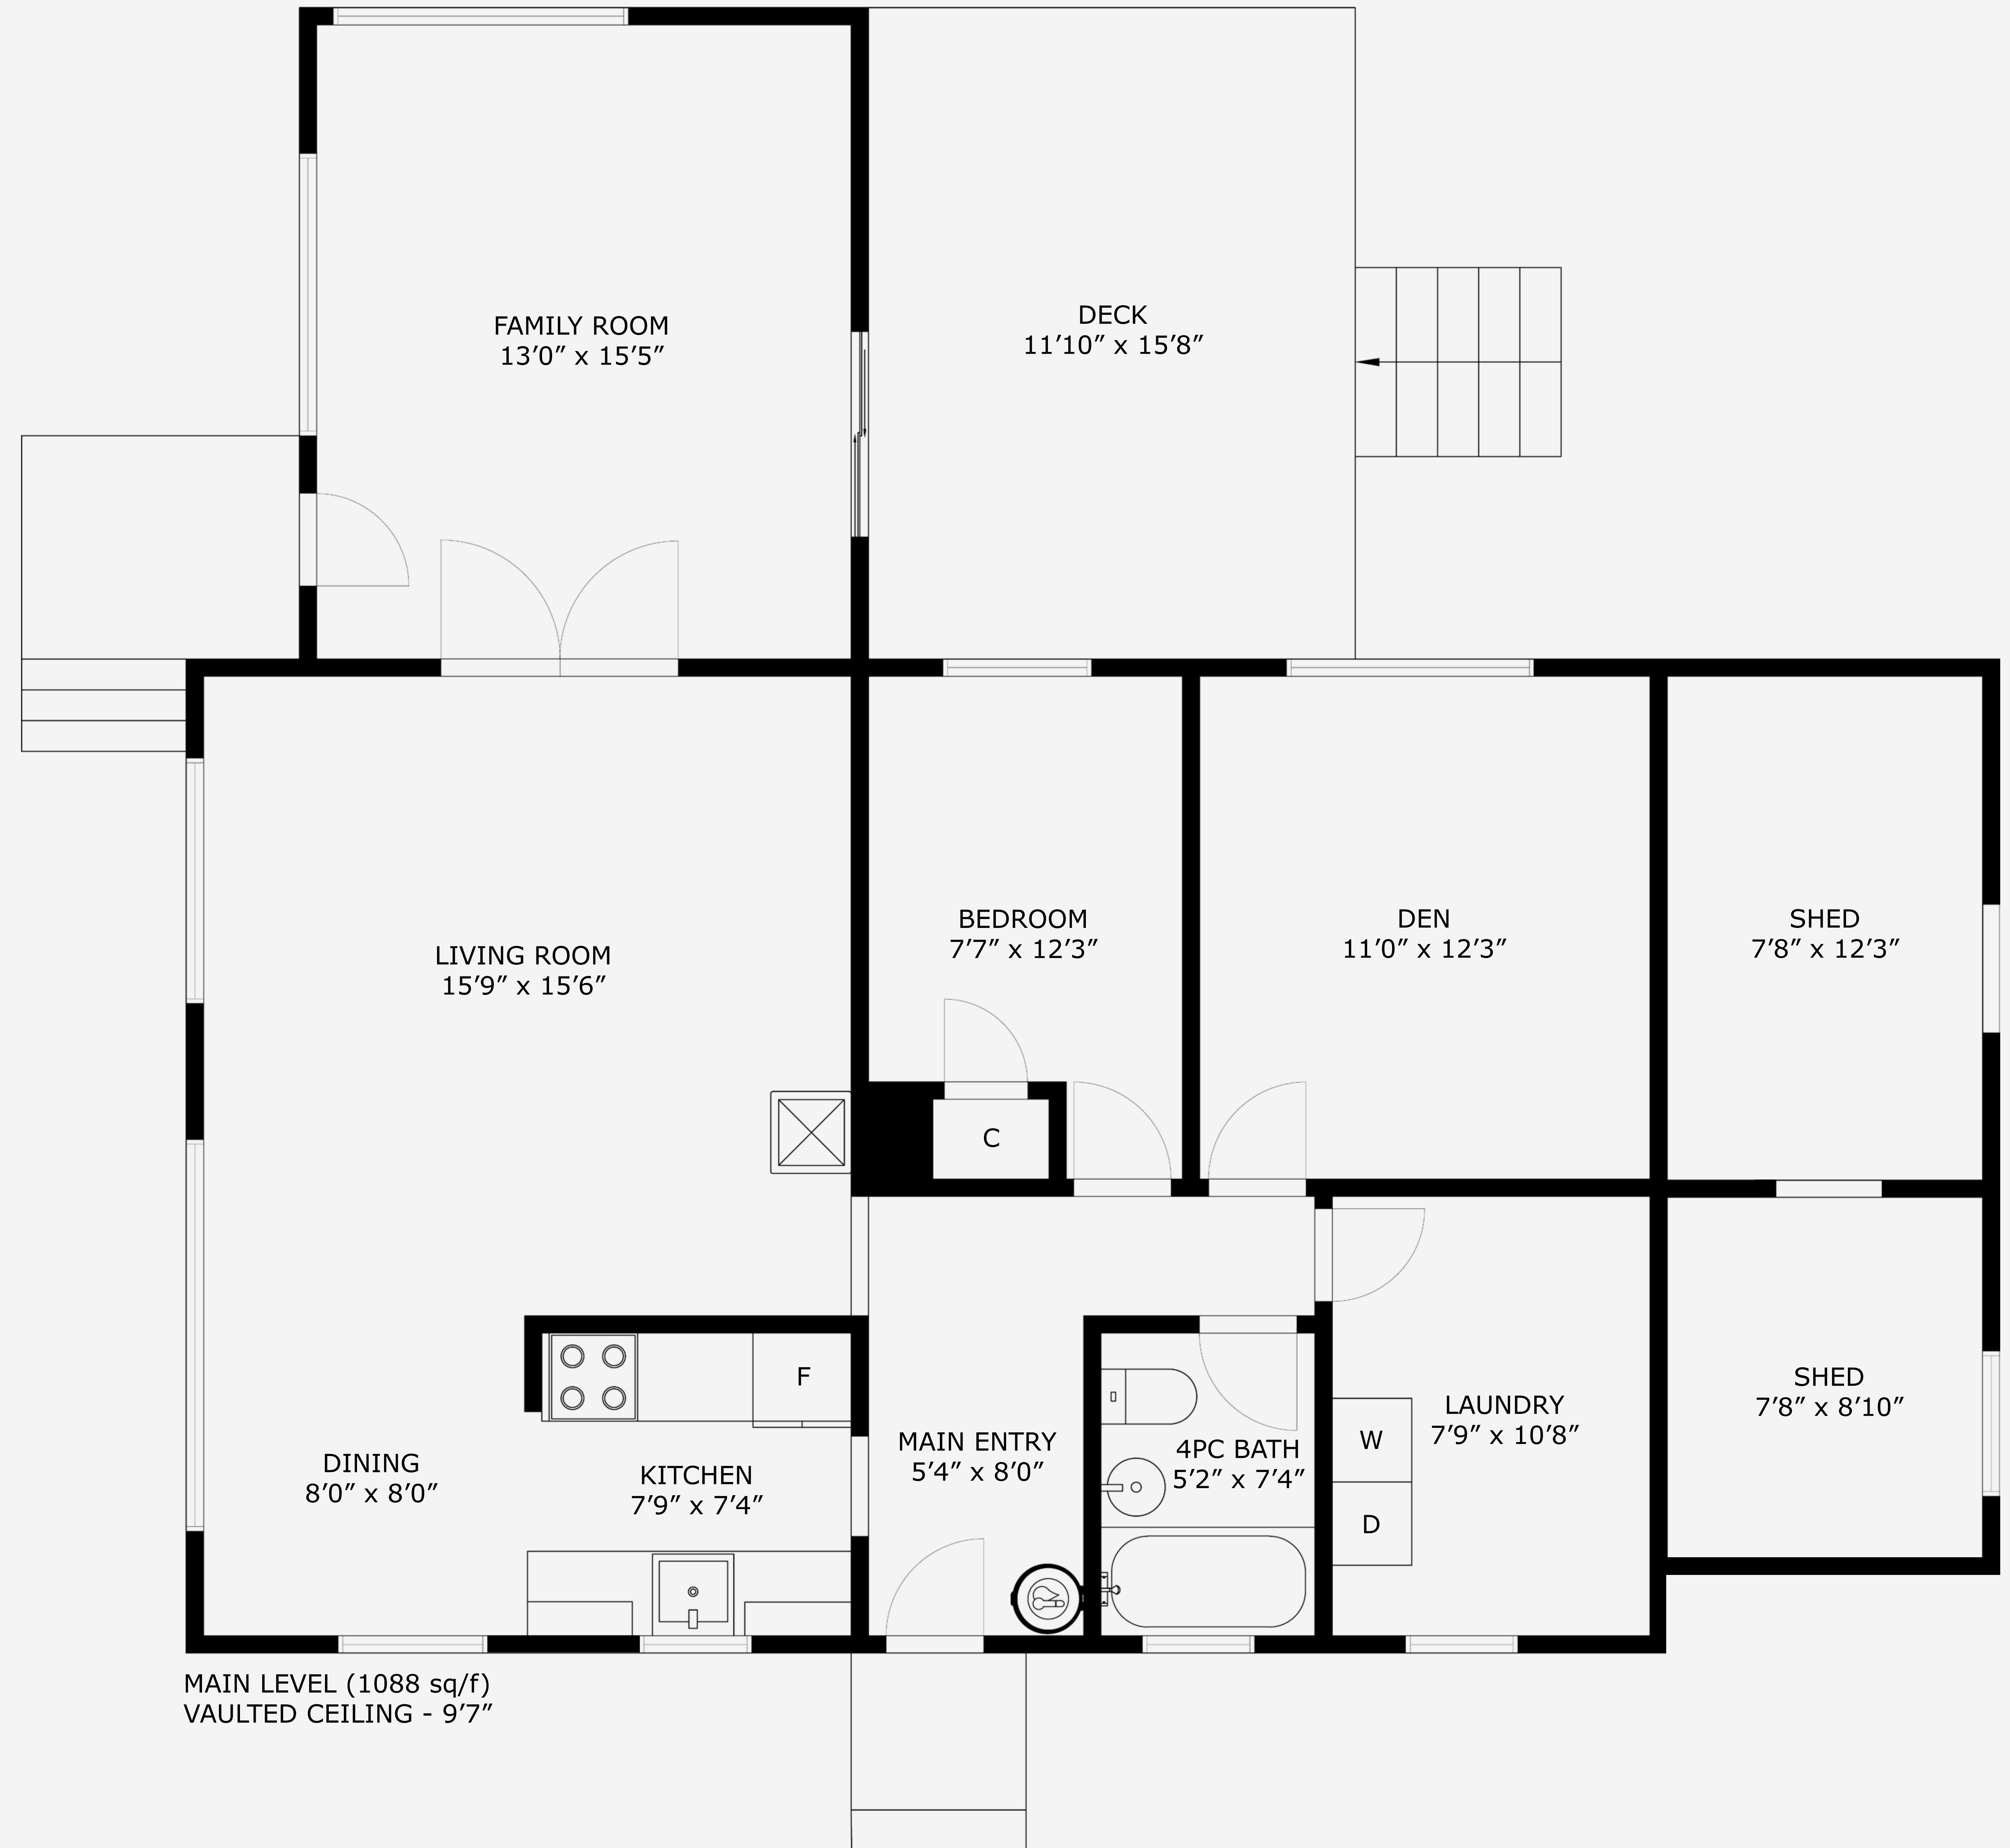 FAMILY ROOM
13’0” x 15’5”
DECK
11’10” x 15’8”
LIVING ROOM
15’9” x 15’6”
BEDROOM
7’7” x 12’3”
DEN
11’0” x 12’3”
SHED
7’8” x 12’3”
C
F
DINING
8’0” x 8’0”
KITCHEN
7’9” x 7’4”
MAIN ENTRY
5’4” x 8’0”
4PC BATH
5’2” x 7’4”
W
D
LAUNDRY
7’9” x 10’8”
SHED
7’8” x 8’10”
MAIN LEVEL (1088 sq/f)
VAULTED CEILING - 9’7”